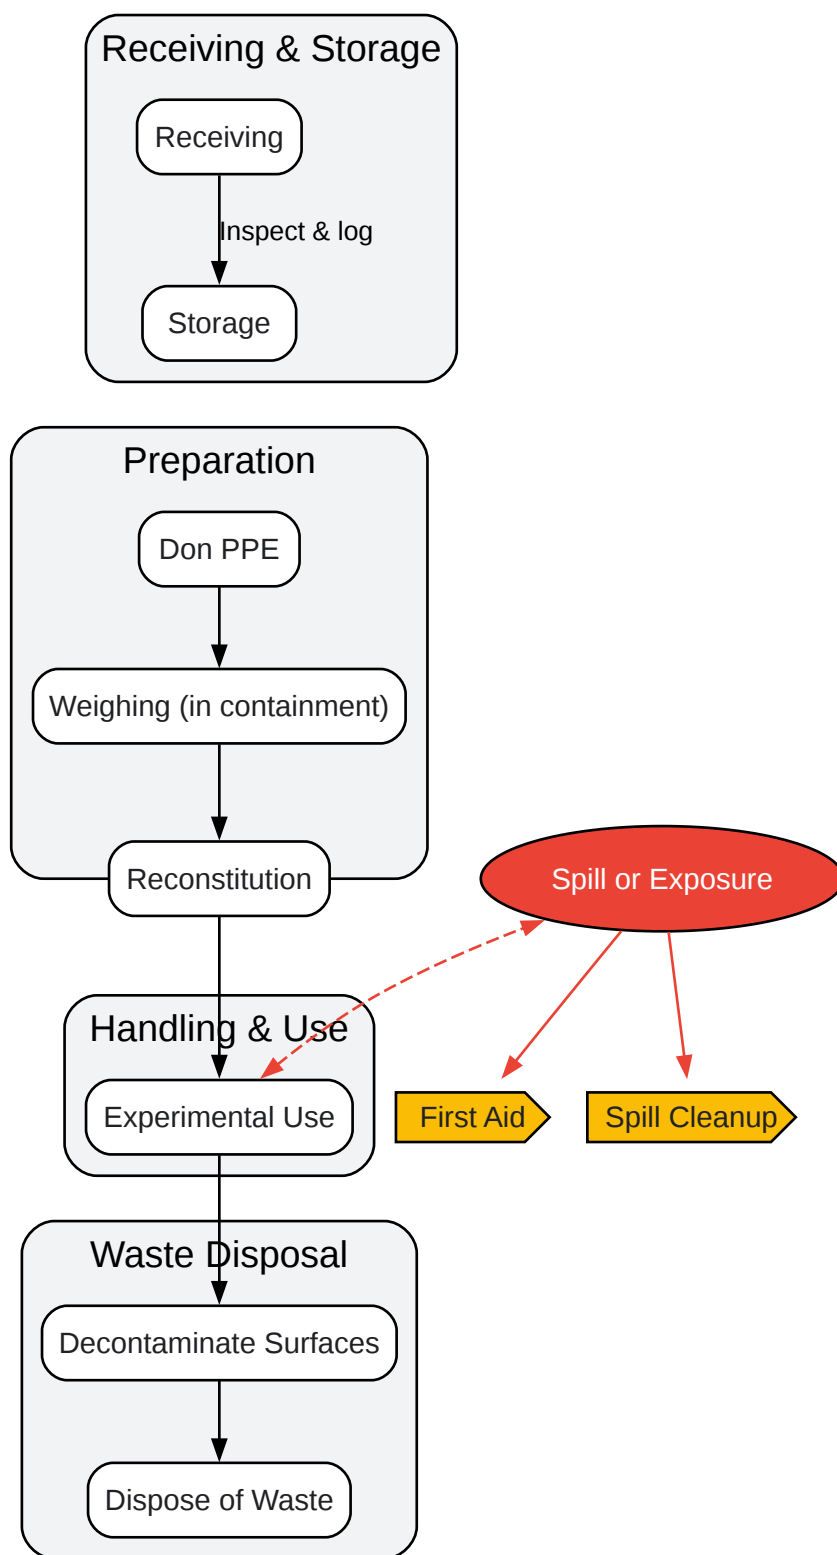 Receiving & Storage
Receiving
Inspect & log
Storage
Preparation
Don PPE
Weighing (in containment)
Reconstitution
Spill or Exposure
Handling & Use
Experimental Use
First Aid
Spill Cleanup
Waste Disposal
Decontaminate Surfaces
Dispose of Waste